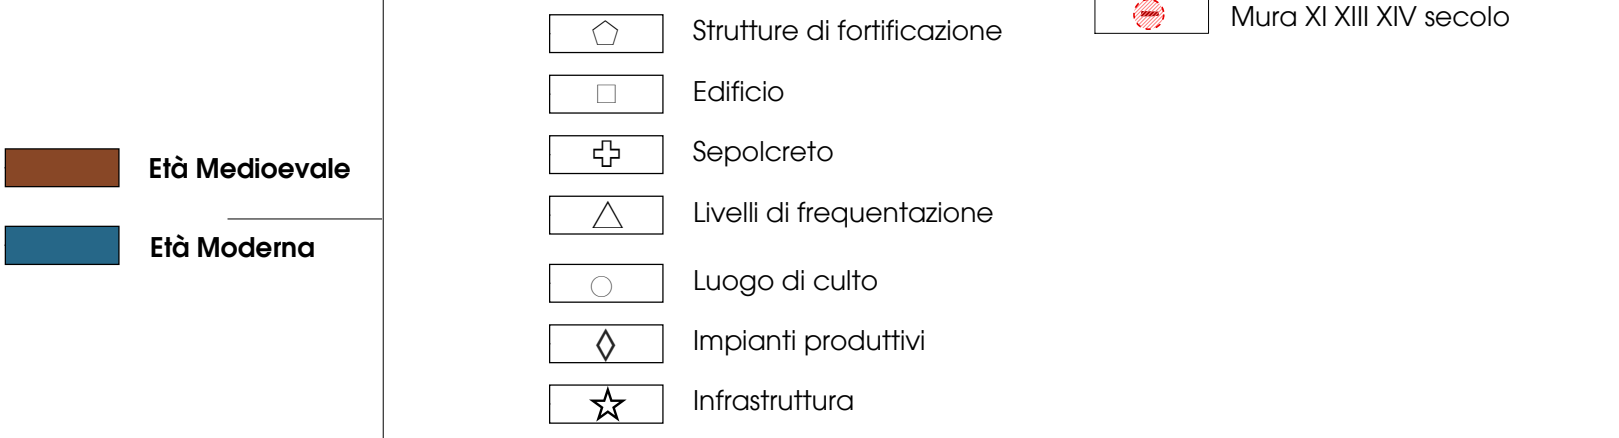 Età Medioevale
Età Moderna
Strutture di fortificazione
Edificio
Sepolcreto
Livelli di frequentazione
Luogo di culto
Impianti produttivi
Infrastruttura
Mura XI XIII XIV secolo